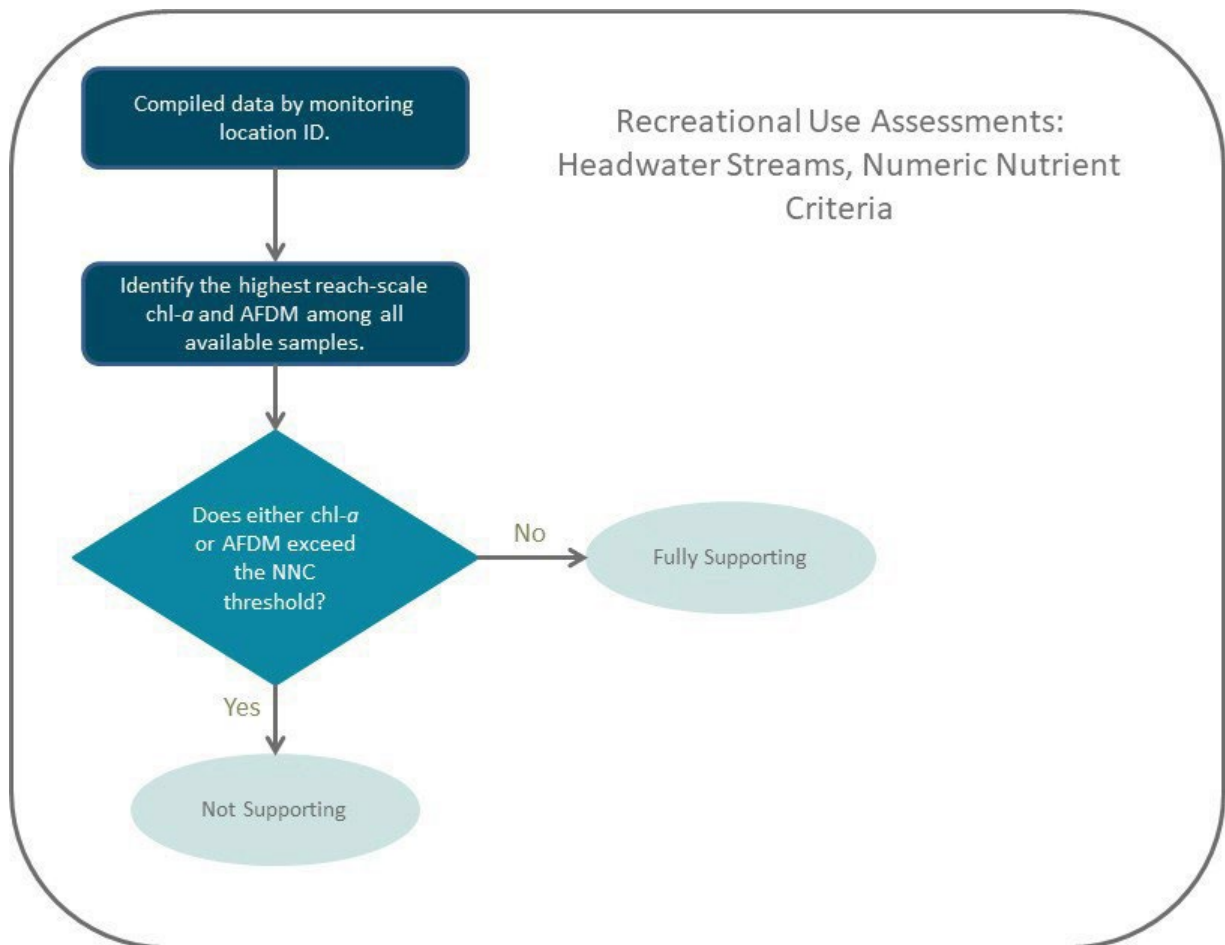 Compiled data by monitoring
location ID.
Recreational Use Assessments:
Headwater Streams, Numeric Nutrient
Criteria
Identify the highest reach-scale
chl-a and AFDM among all
available samples.
Does either chl-a
or AFDM exceed
the NNC
threshold?
No
Fully Supporting
Yes
Not Supporting